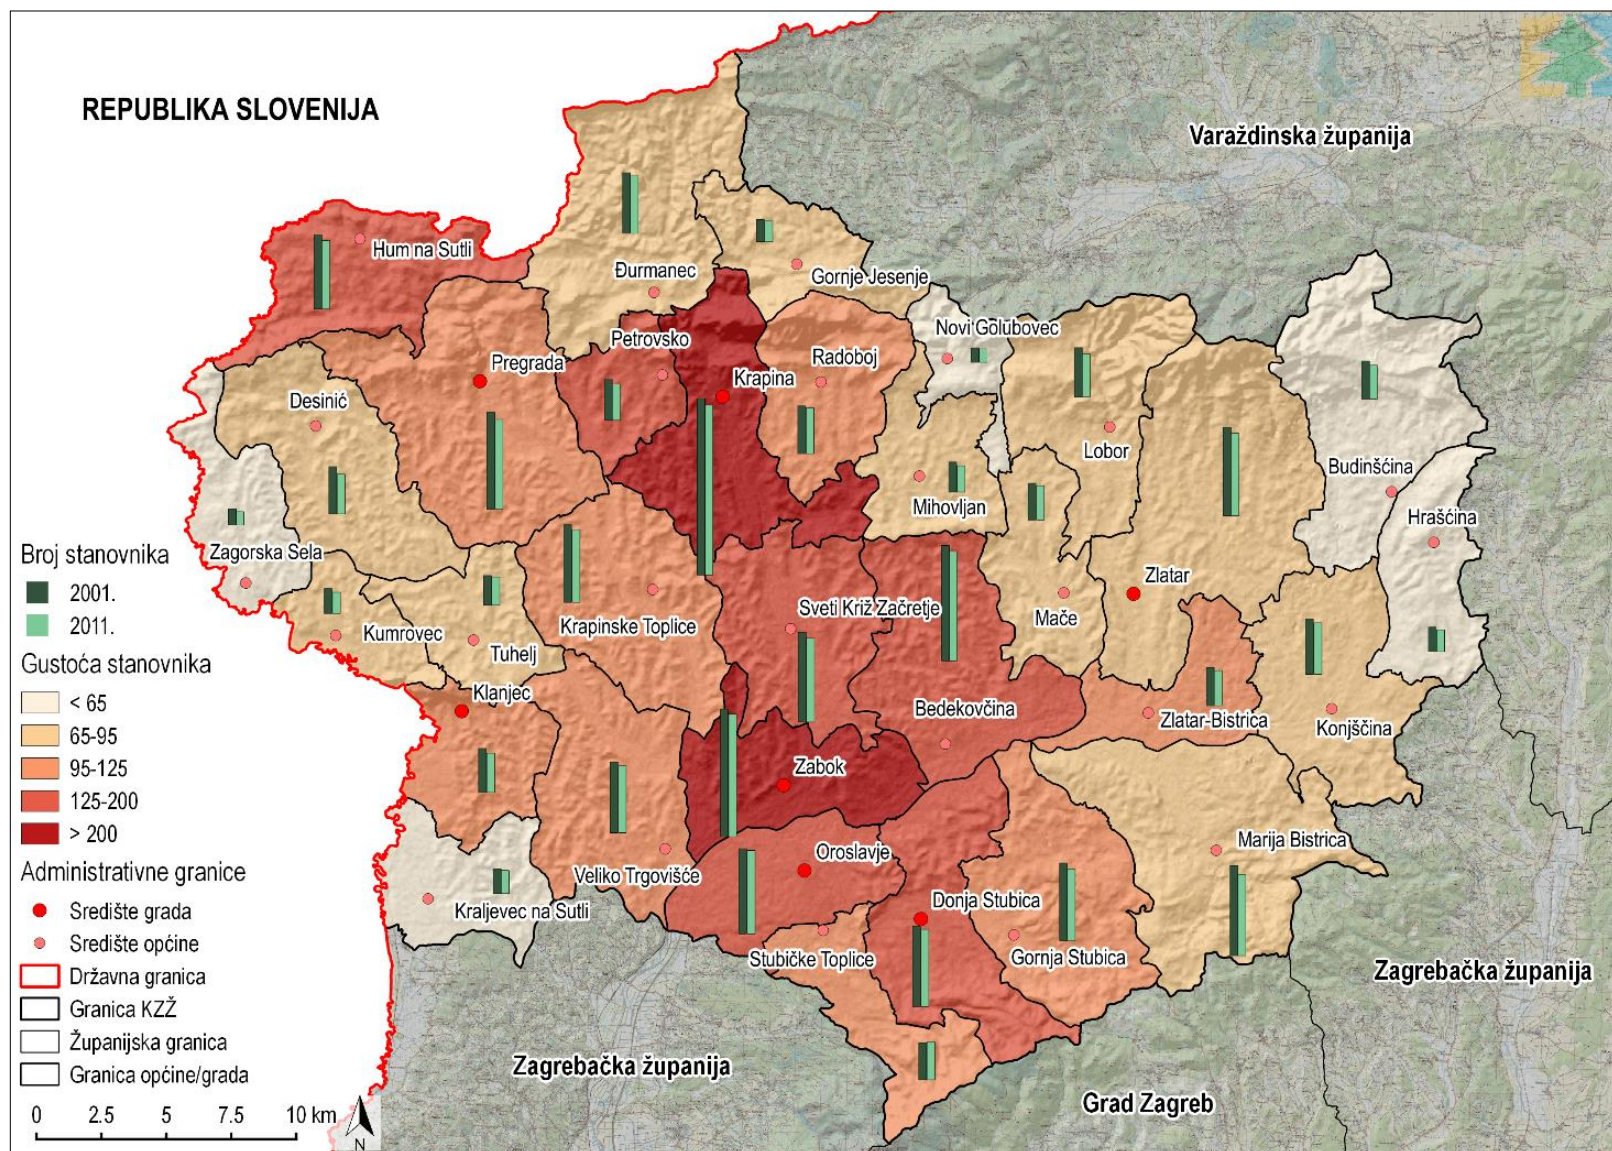 REPUBLIKA SLOVENIJA
Varaždinska županija
Hum na Sutli
Đurmanec
Gornje Jesenje
Novi Golubovec
Petrovsko
Radoboj
Pregrada
Krapina
Desinić
Lobor
Budinšćina
Mihovljan
Hrašćina
Zagorska Sela
Zlatar
Mače
Sveti Križ Začretje
Krapinske Toplice
Kumrovec
Tuhelj
Klanjec
Bedekovčina
Zlatar-Bistrica
Konjščina
Zabok
Marija Bistrica
Oroslavje
Veliko Trgovišće
Donja Stubica
Kraljevec na Sutli
Stubičke Toplice
Gornja Stubica
Zagrebačka županija
Zagrebačka županija
Grad Zagreb
Broj stanovnika
2001.
2011.
Gustoća stanovnika
< 65
65-95
95-125
125-200
> 200
Administrativne granice
Središte grada
Središte općine
Državna granica
Granica KZŽ
Županijska granica
Granica općine/grada
0 2.5 5 7.5 10 km
N